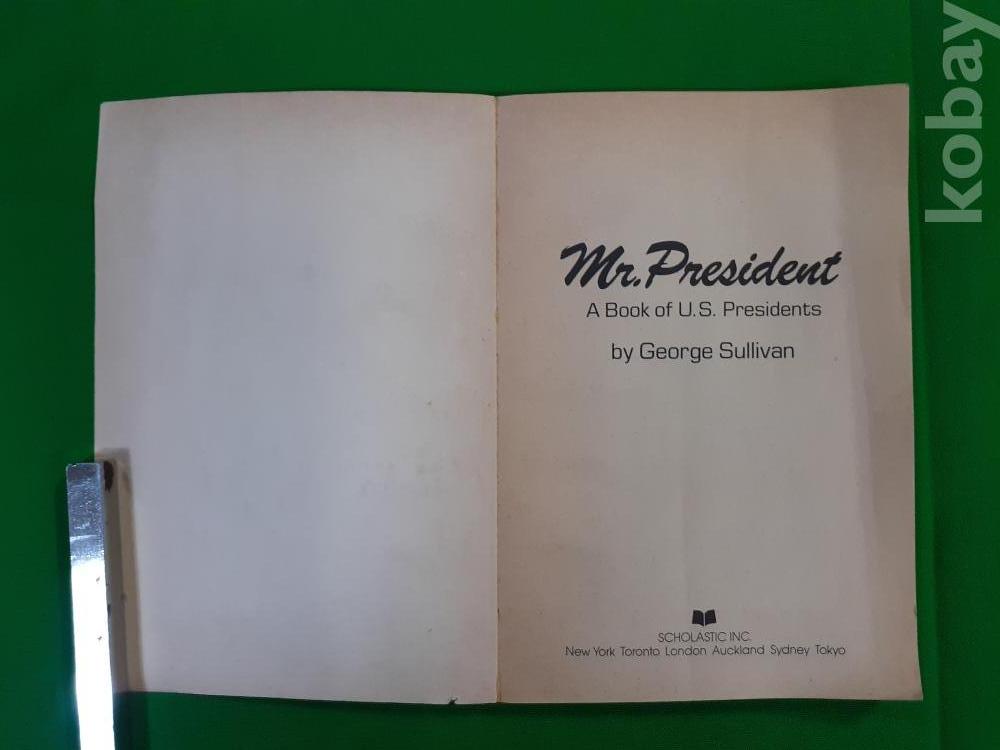 Mr. President
A Book of U.S. Presidents
by George Sullivan
SCHOLASTIC INC.
New York Toronto London Auckland Sydney Tokyo
kobay